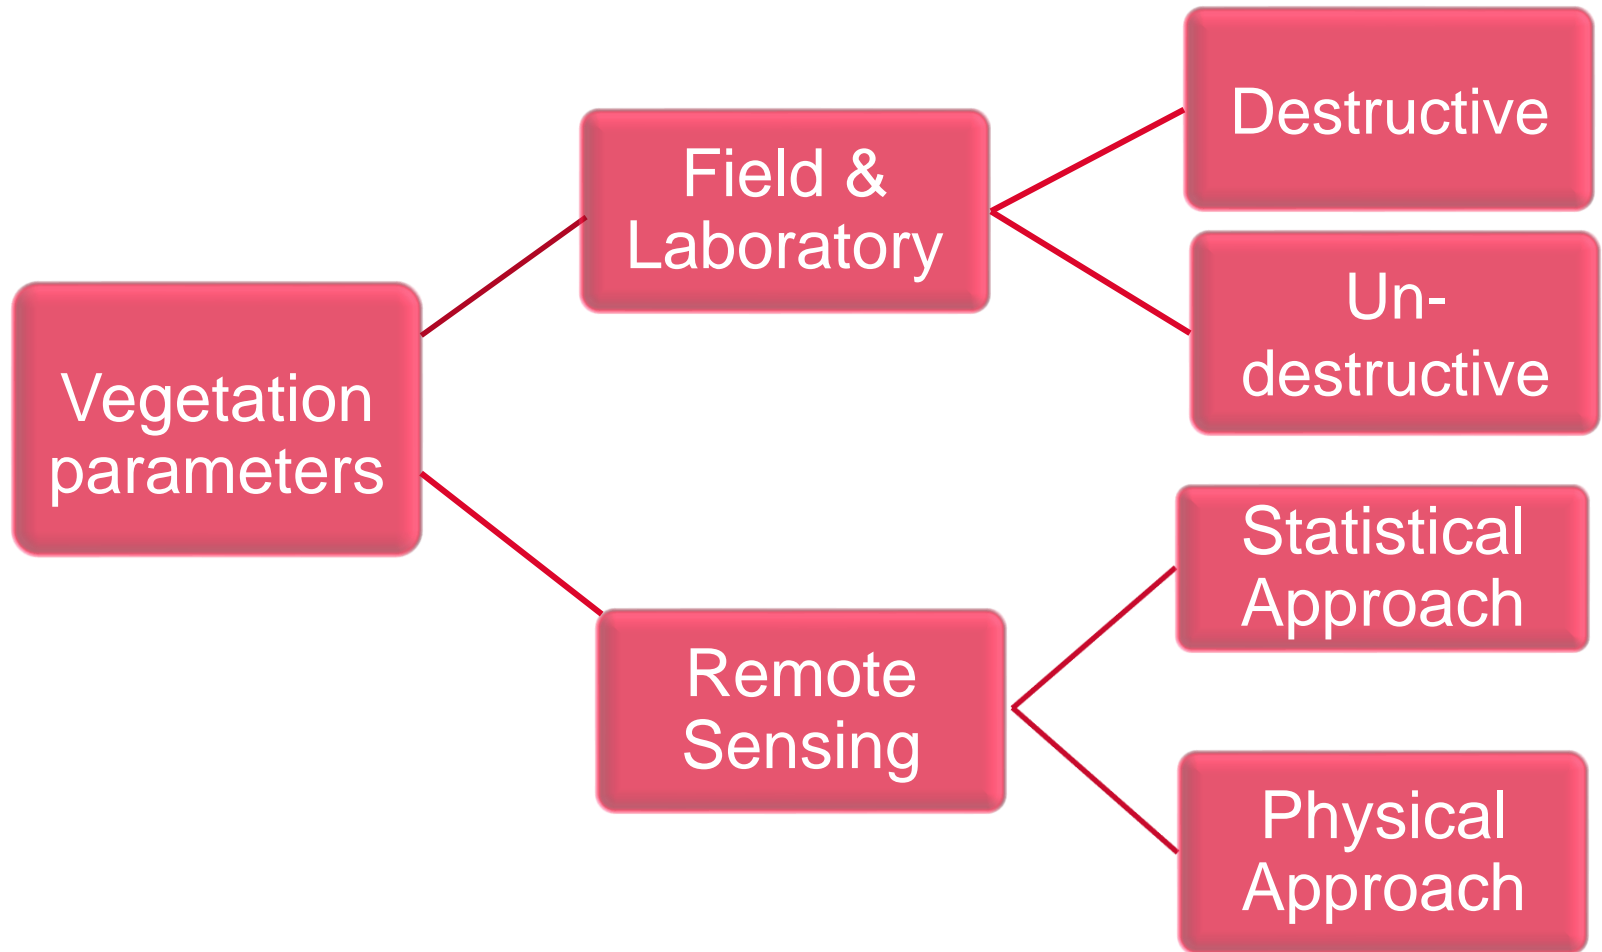 Vegetation
parameters
Field &
Laboratory
Destructive
Un-
destructive
Remote
Sensing
Statistical
Approach
Physical
Approach